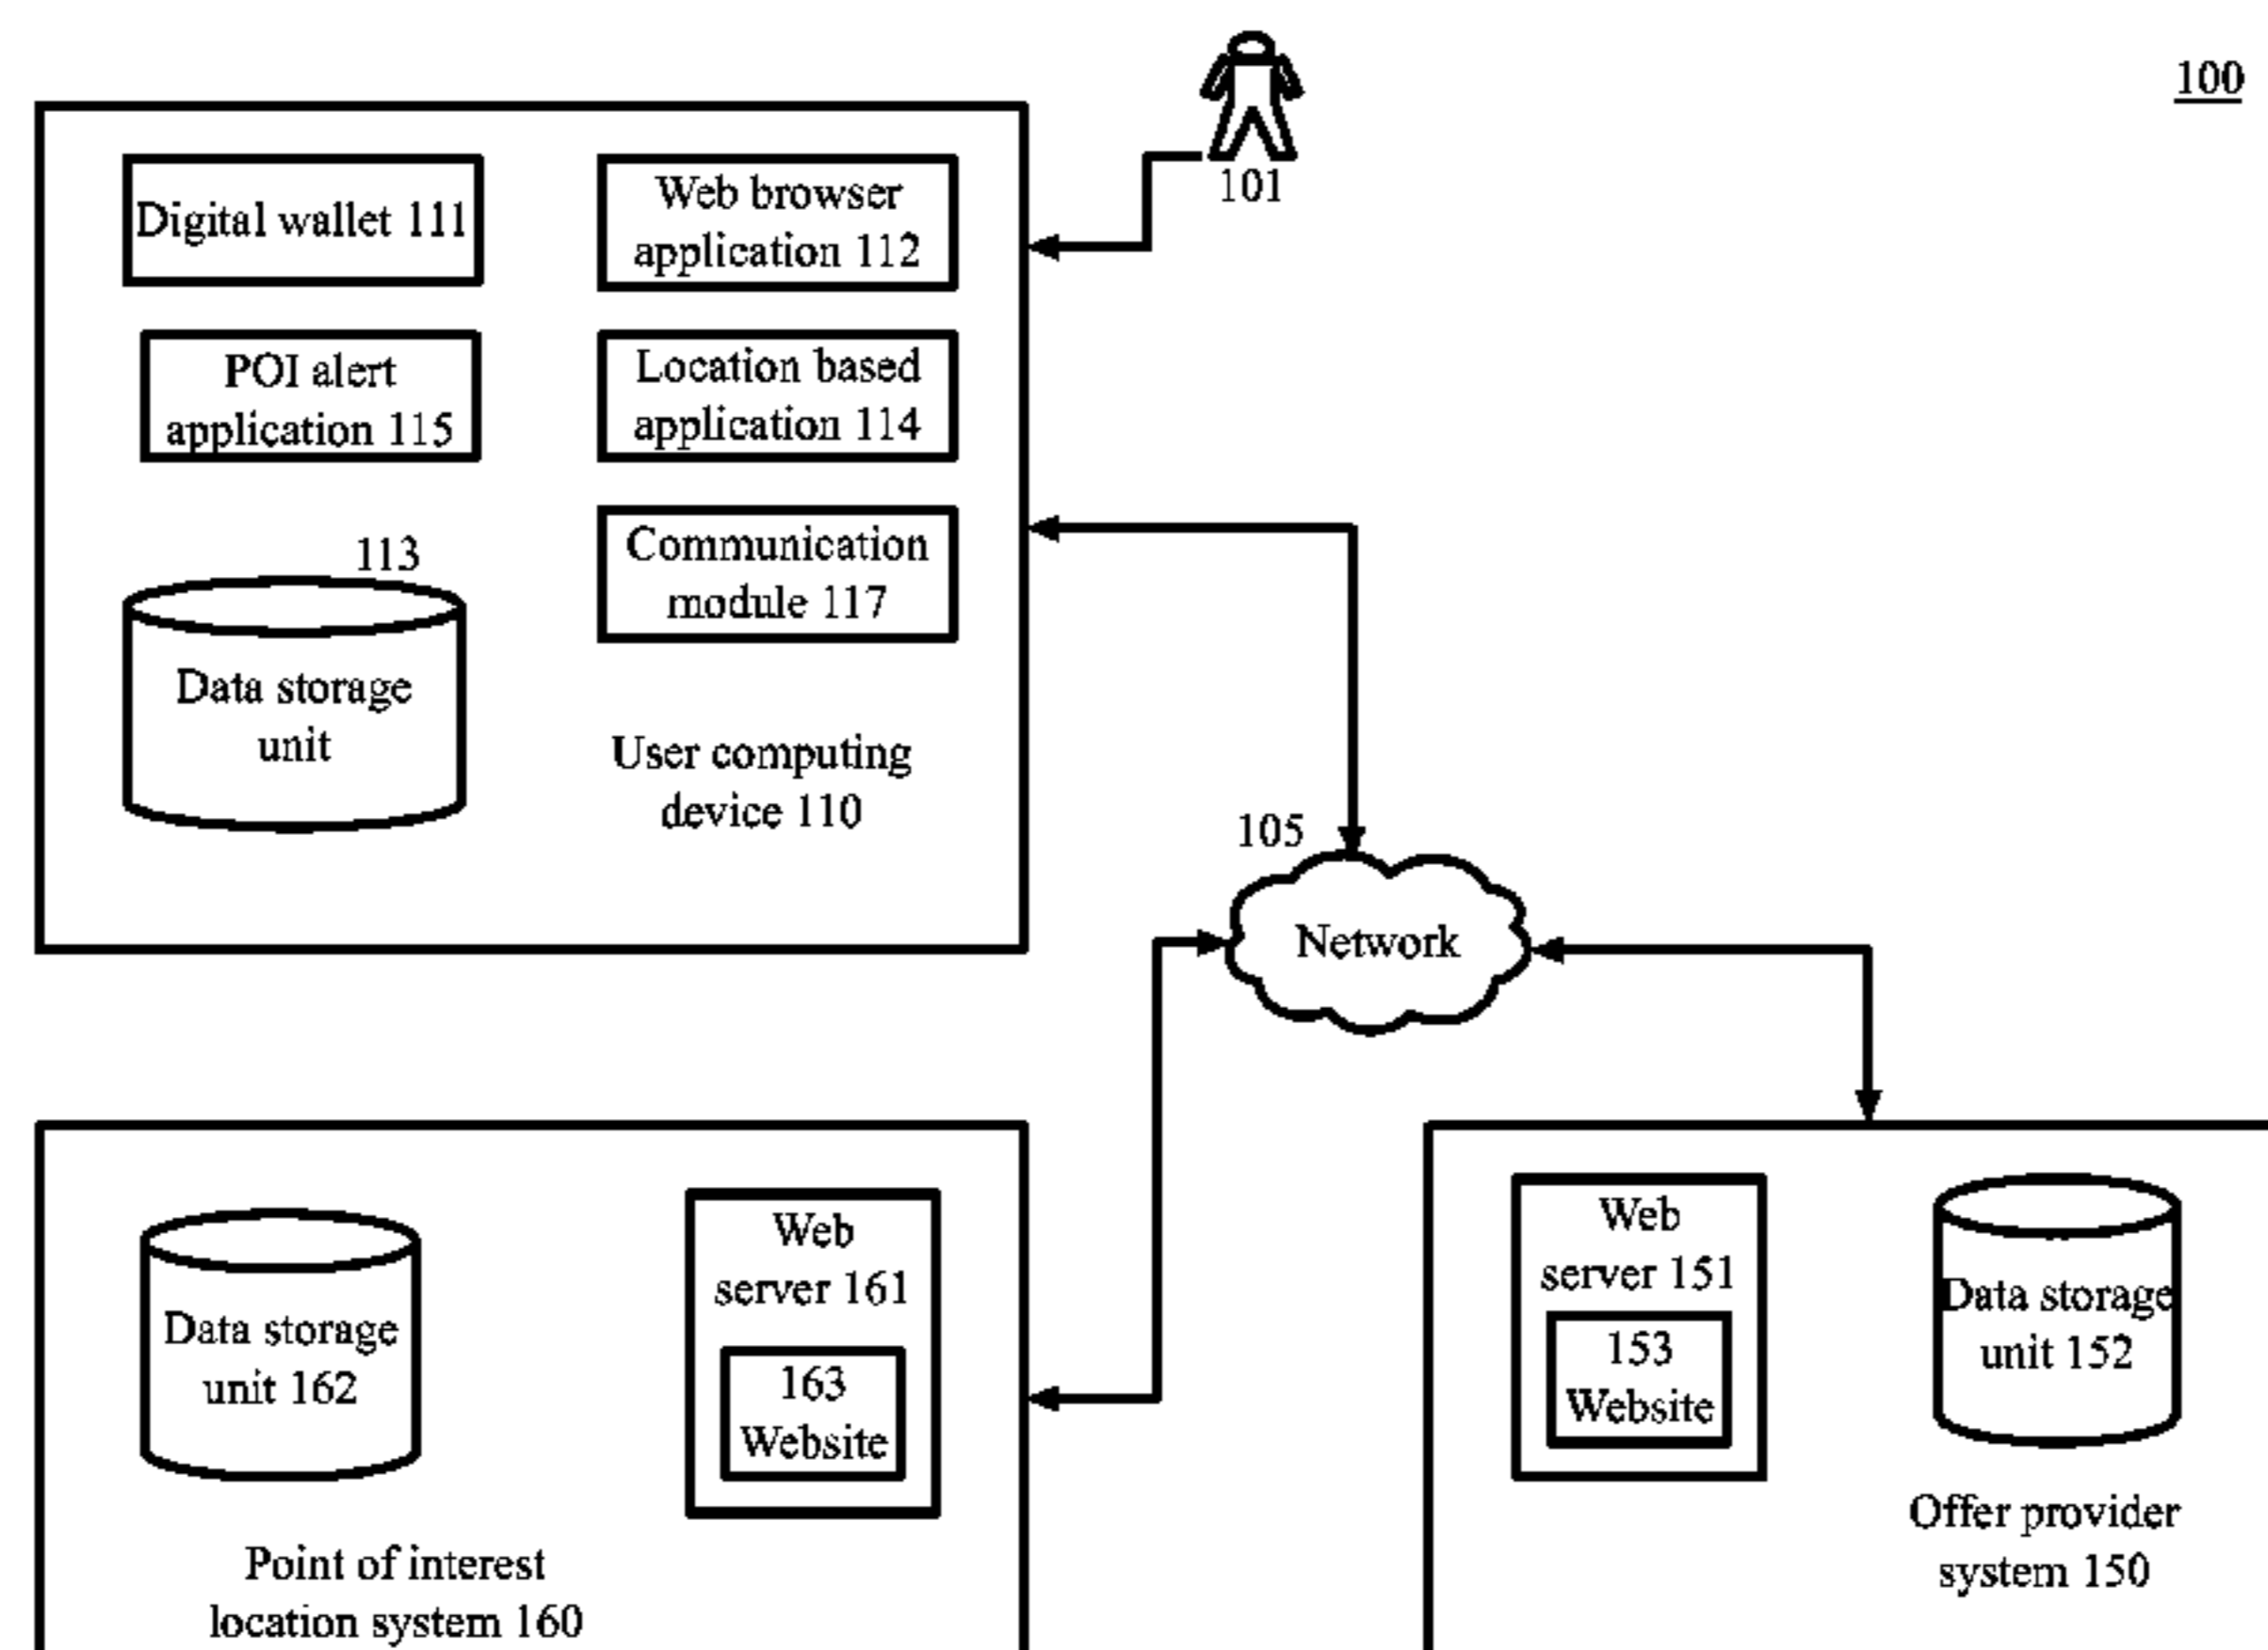 100
101
Digital wallet 111
Web browser
application 112
POI alert
application 115
Location based
application 114
113
Data storage
unit
Communication
module 117
User computing
device 110
105
Network
Data storage
unit 162
Web
server 161
163
Website
Point of interest
location system 160
Web
server 151
153
Website
Data storage
unit 152
Offer provider
system 150